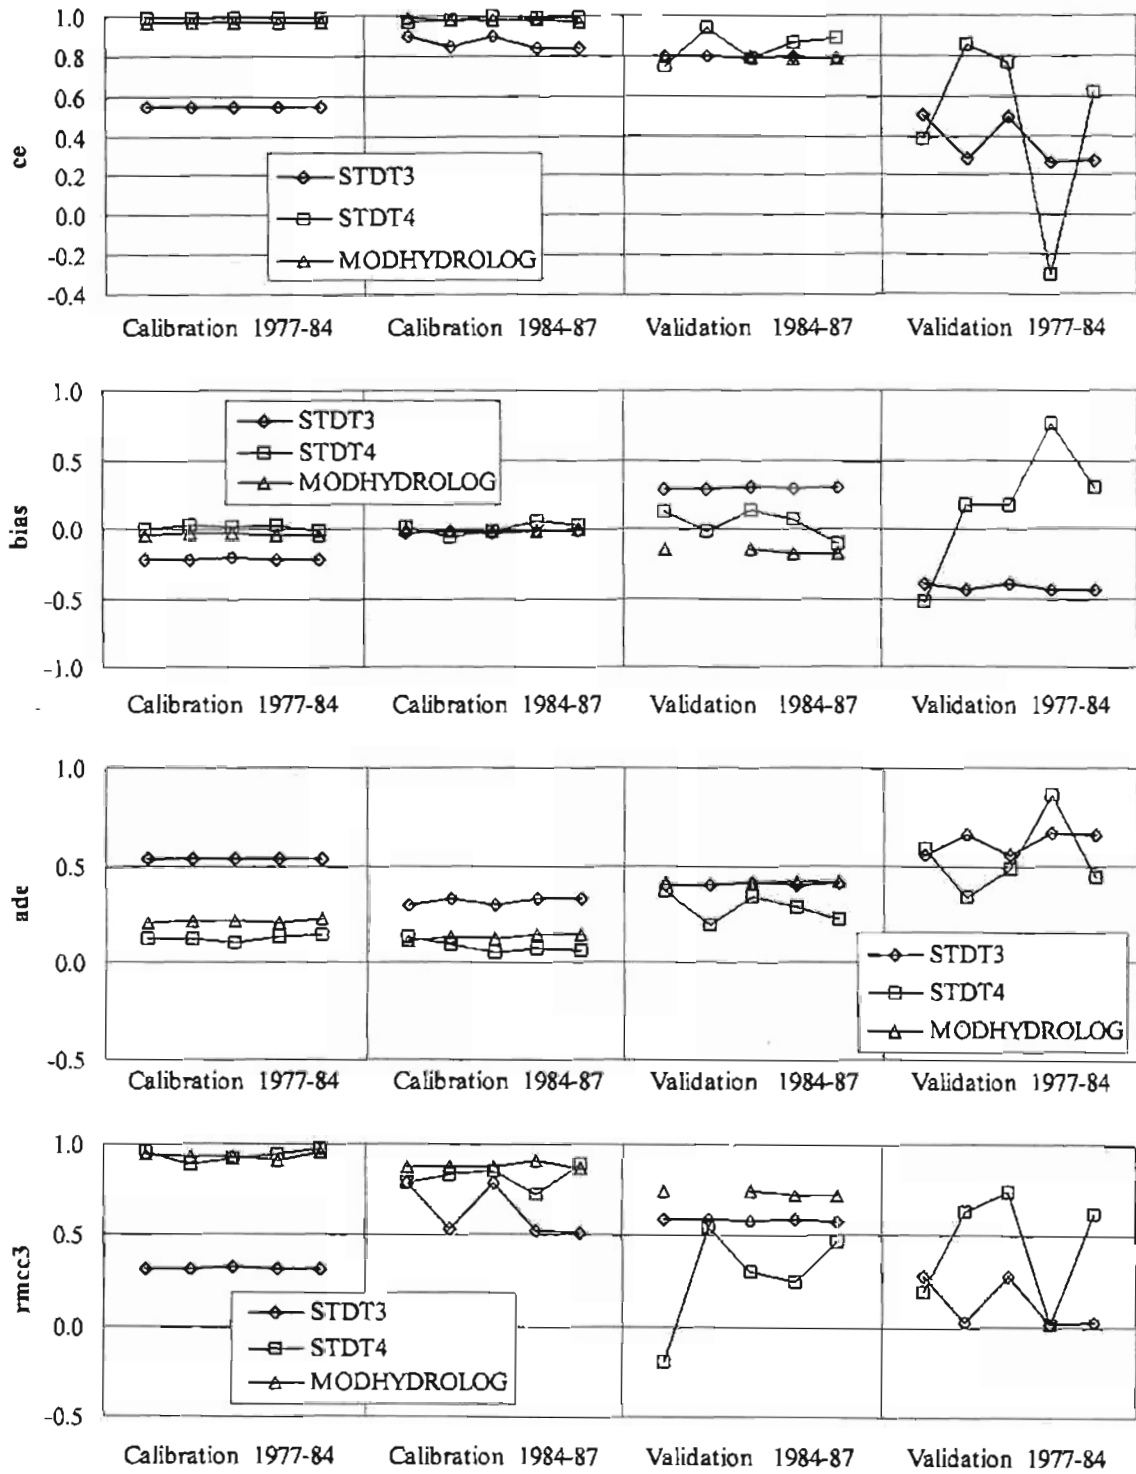 ce
1.0
0.8
0.6
0.4
0.2
0.0
-0.2
-0.4
STDT3
STDT4
MODHYDROLOG
Calibration 1977-84 Calibration 1984-87 Validation 1984-87 Validation 1977-84
bias
1.0
0.5
0.0
-0.5
-1.0
STDT3
STDT4
MODHYDROLOG
Calibration 1977-84 Calibration 1984-87 Validation 1984-87 Validation 1977-84
ade
1.0
0.5
0.0
-0.5
STDT3
STDT4
MODHYDROLOG
Calibration 1977-84 Calibration 1984-87 Validation 1984-87 Validation 1977-84
rmcc3
1.0
0.5
0.0
-0.5
STDT3
STDT4
MODHYDROLOG
Calibration 1977-84 Calibration 1984-87 Validation 1984-87 Validation 1977-84